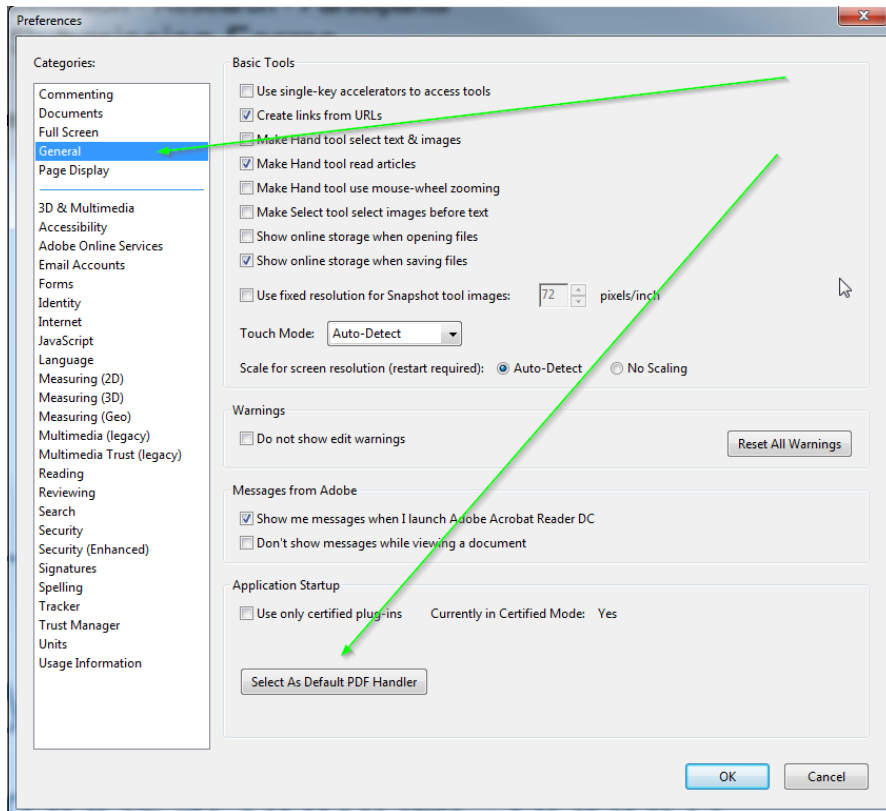 Preferences
Categories:
Commenting
Documents
Full Screen
General
Page Display
3D & Multimedia
Accessibility
Adobe Online Services
Email Accounts
Forms
Identity
Internet
JavaScript
Language
Measuring (2D)
Measuring (3D)
Measuring (Geo)
Multimedia (legacy)
Multimedia Trust (legacy)
Reading
Reviewing
Search
Security
Security (Enhanced)
Signatures
Spelling
Tracker
Trust Manager
Units
Usage Information
Basic Tools
Use single-key accelerators to access tools
Create links from URLs
Make Hand tool select text & images
Make Hand tool read articles
Make Hand tool use mouse-wheel zooming
Make Select tool select images before text
Show online storage when opening files
Show online storage when saving files
Use fixed resolution for Snapshot tool images: 72 pixels/inch
Touch Mode: Auto-Detect
Scale for screen resolution (restart required): Auto-Detect No Scaling
Warnings
Do not show edit warnings
Reset All Warnings
Messages from Adobe
Show me messages when I launch Adobe Acrobat Reader DC
Don't show messages while viewing a document
Application Startup
Use only certified plug-ins Currently in Certified Mode: Yes
Select As Default PDF Handler
OK Cancel